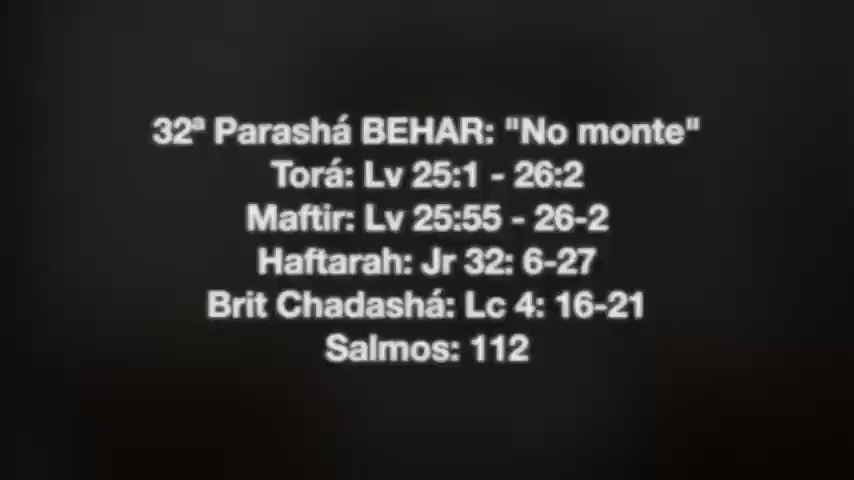 32ª Parashá BEHAR: "No monte"
Torá: Lv 25:1 - 26:2
Maftir: Lv 25:55 - 26-2
Haftarah: Jr 32: 6-27
Brit Chadashá: Lc 4: 16-21
Salmos: 112